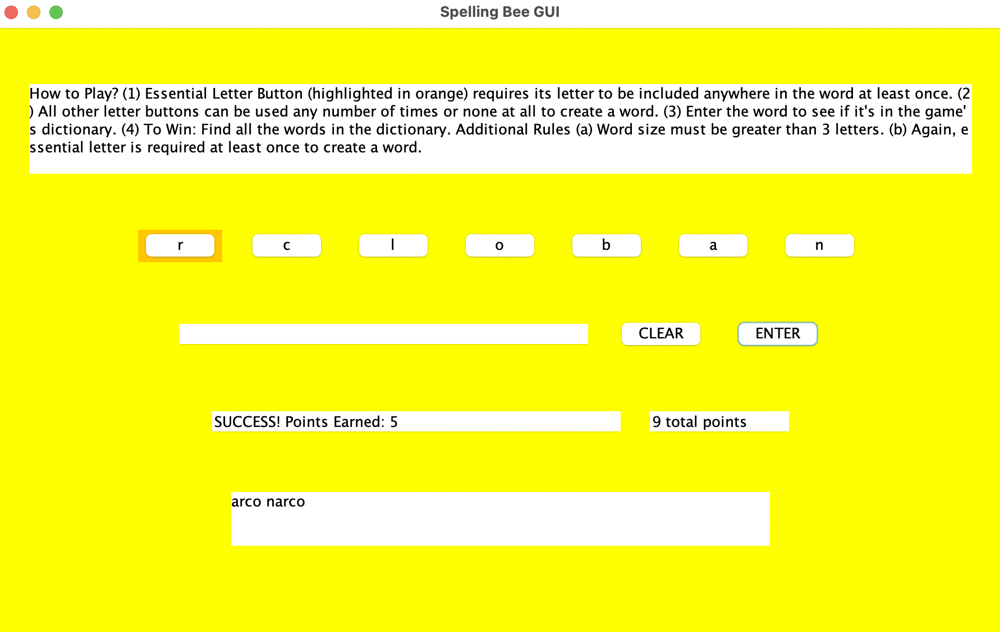 Spelling Bee GUI
How to Play? (1) Essential Letter Button (highlighted in orange) requires its letter to be included anywhere in the word at least once. (2
) All other letter buttons can be used any number of times or none at all to create a word. (3) Enter the word to see if it's in the game'
s dictionary. (4) To Win: Find all the words in the dictionary. Additional Rules (a) Word size must be greater than 3 letters. (b) Again, e
ssential letter is required at least once to create a word.
r c l o b a n
CLEAR ENTER
SUCCESS! Points Earned: 5 9 total points
arco narco